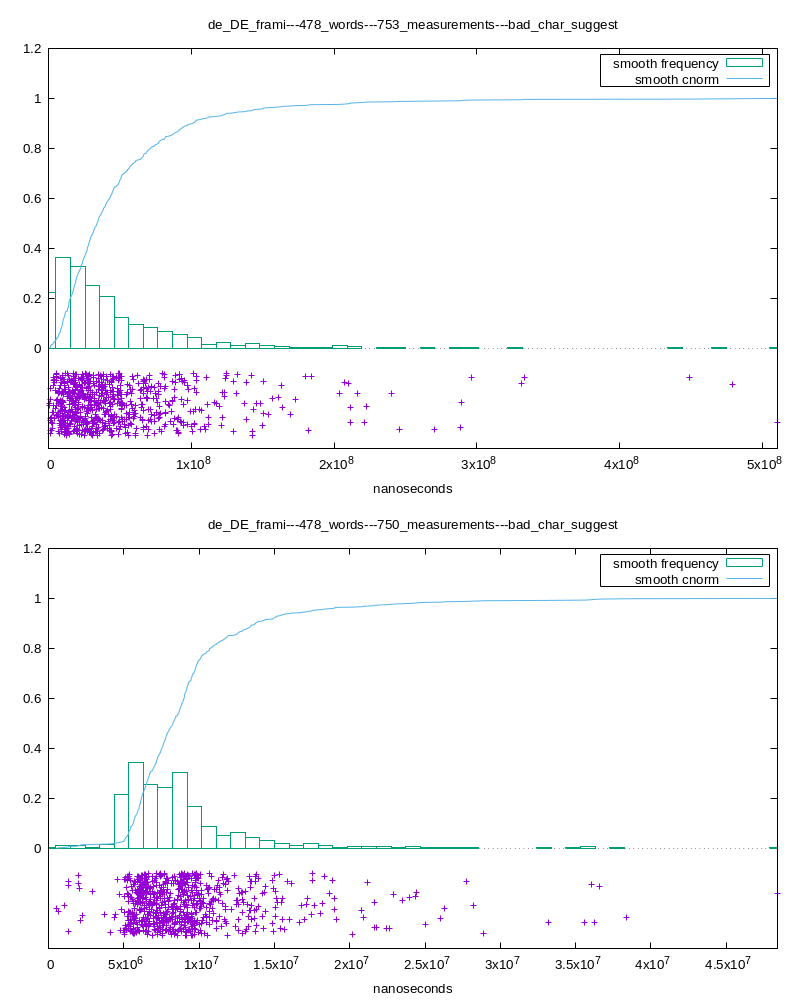 de_DE_frami---478_words---753_measurements---bad_char_suggest
1.2
smooth frequency
smooth cnorm
1
0.8
0.6
0.4
0.2
0
0 1x10^8 2x10^8 3x10^8 4x10^8 5x10^8
nanoseconds
de_DE_frami---478_words---750_measurements---bad_char_suggest
1.2
smooth frequency
smooth cnorm
1
0.8
0.6
0.4
0.2
0
0 5x10^6 1x10^7 1.5x10^7 2x10^7 2.5x10^7 3x10^7 3.5x10^7 4x10^7 4.5x10^7
nanoseconds